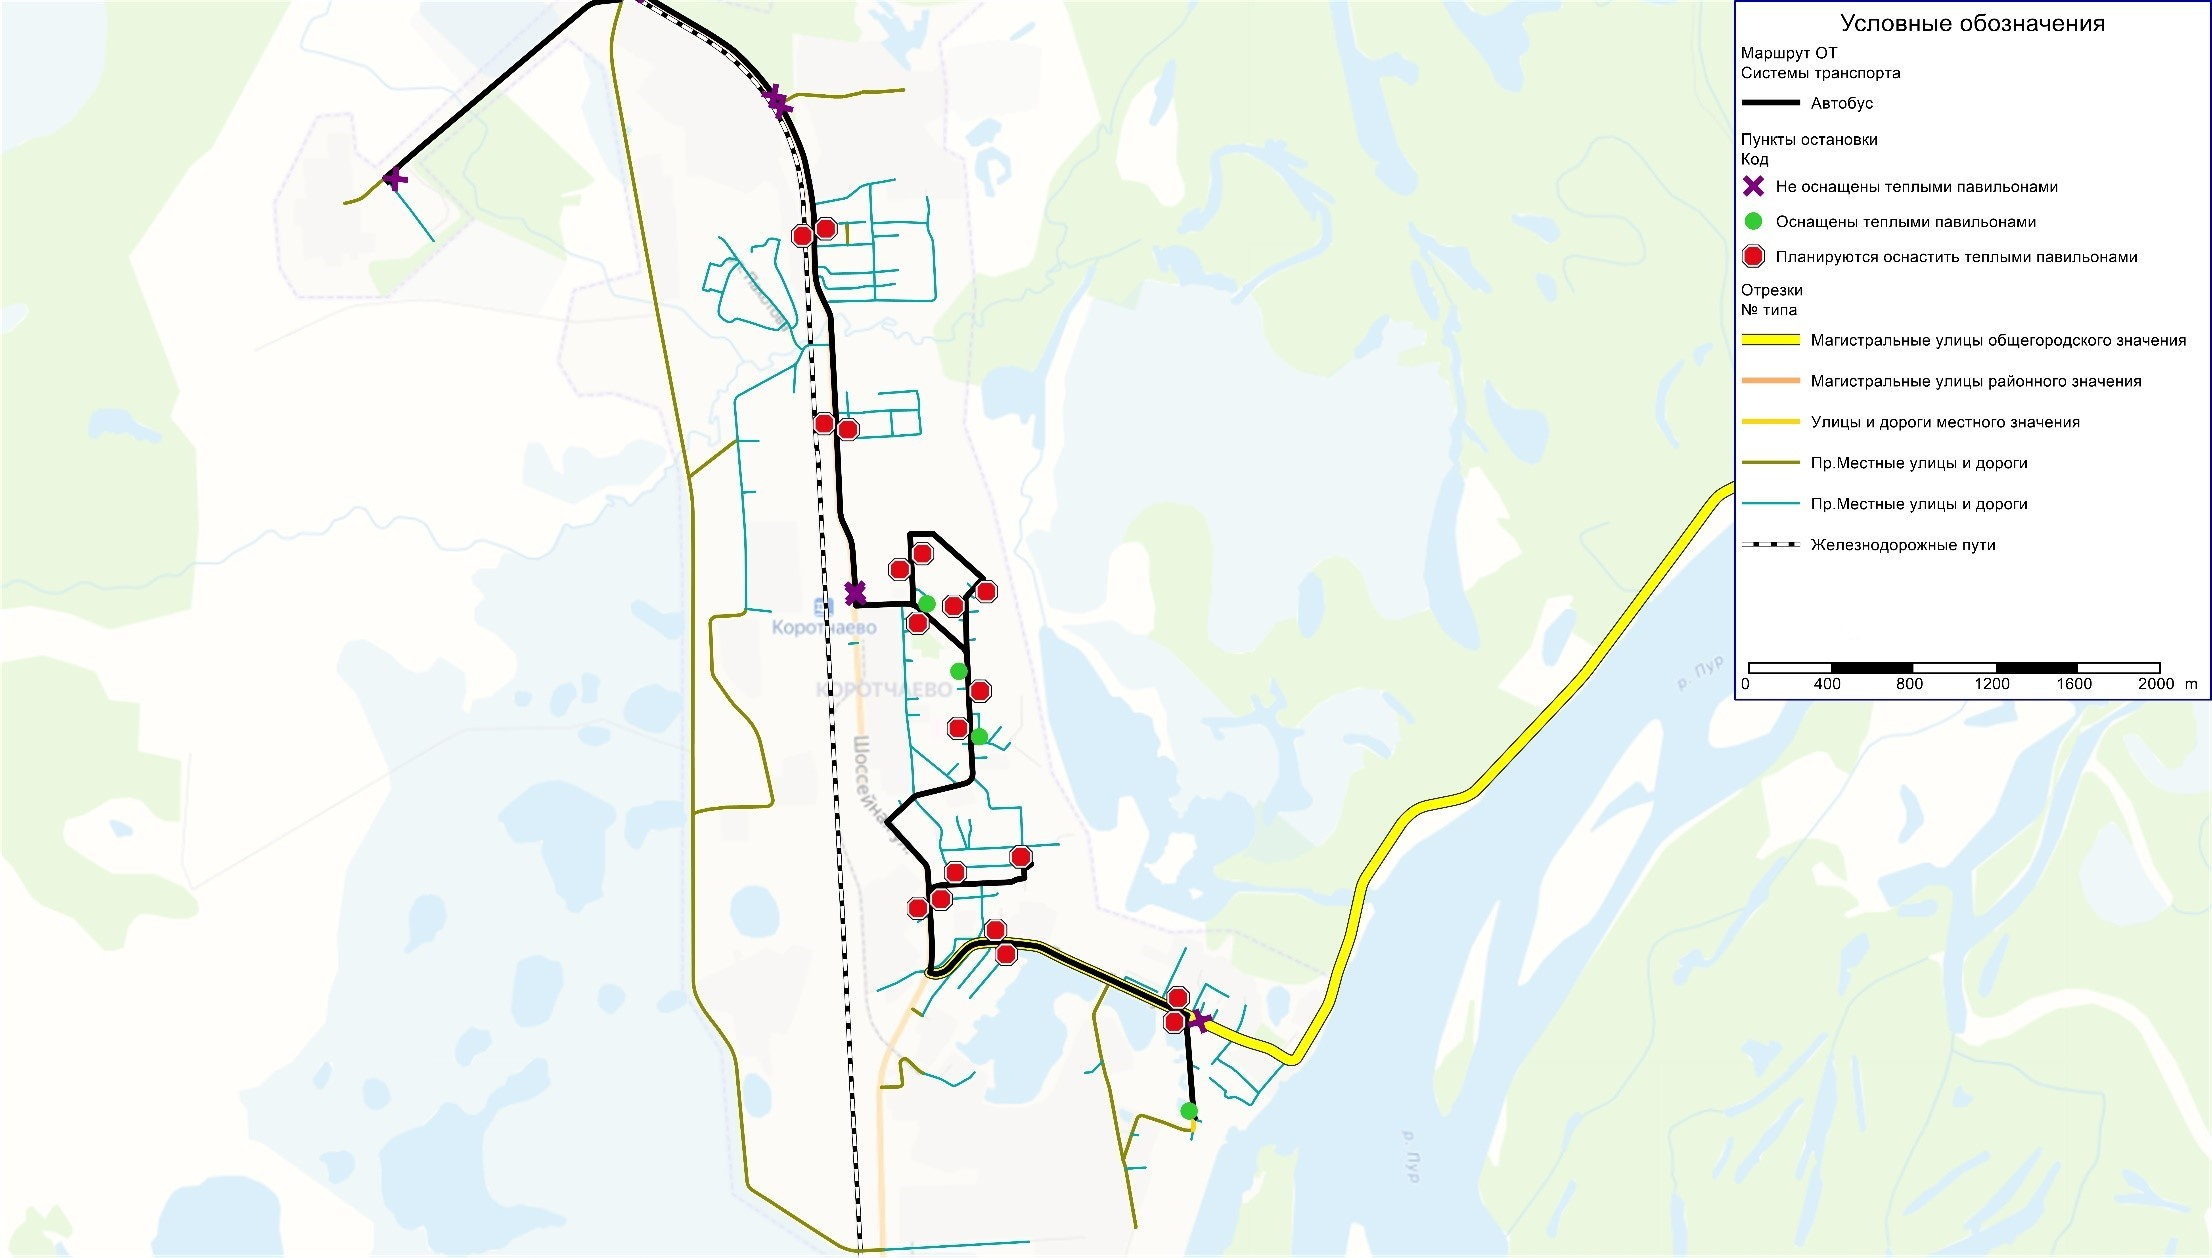 Условные обозначения
Маршрут ОТ
Системы транспорта
Автобус
Пункты остановки
Код
Не оснащены теплыми павильонами
Оснащены теплыми павильонами
Планируются оснастить теплыми павильонами
Отрезки
№ типа
Магистральные улицы общегородского значения
Магистральные улицы районного значения
Улицы и дороги местного значения
Пр.Местные улицы и дороги
Пр.Местные улицы и дороги
Железнодорожные пути
0 400 800 1200 1600 2000 m
Коротчаево
КОРОТЧАЕВО
р. Пур
р. Пур